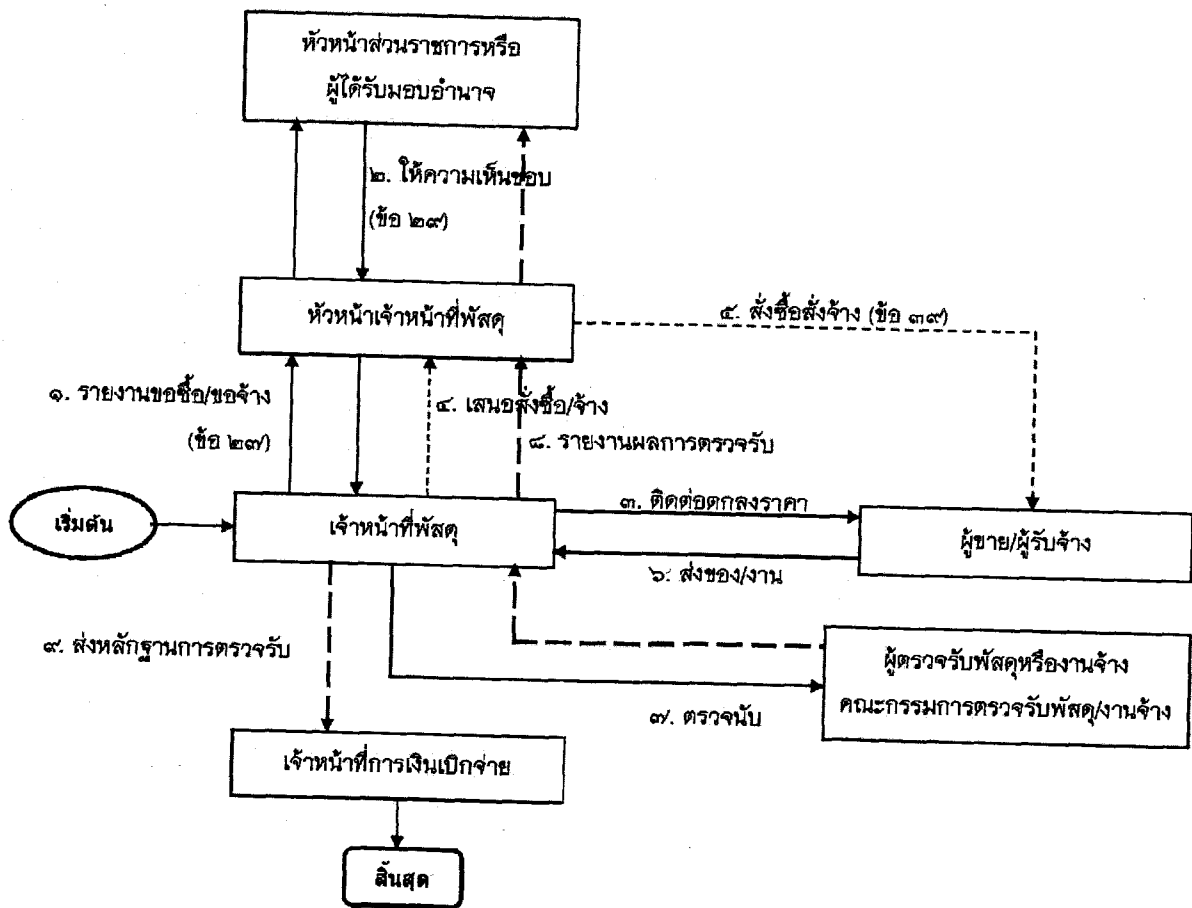 หัวหน้าส่วนราชการหรือ
ผู้ได้รับมอบอำนาจ
๒. ให้ความเห็นชอบ
(ข้อ ๒๙)
หัวหน้าเจ้าหน้าที่พัสดุ
๕. สั่งซื้อสั่งจ้าง (ข้อ ๓๙)
๑. รายงานขอซื้อ/ขอจ้าง
(ข้อ ๒๗)
๔. เสนอสั่งซื้อ/จ้าง
๘. รายงานผลการตรวจรับ
เริ่มต้น
เจ้าหน้าที่พัสดุ
๓. ติดต่อตกลงราคา
ผู้ขาย/ผู้รับจ้าง
๖. ส่งของ/งาน
๙. ส่งหลักฐานการตรวจรับ
ผู้ตรวจรับพัสดุหรืองานจ้าง
คณะกรรมการตรวจรับพัสดุ/งานจ้าง
๗. ตรวจนับ
เจ้าหน้าที่การเงินเบิกจ่าย
สิ้นสุด